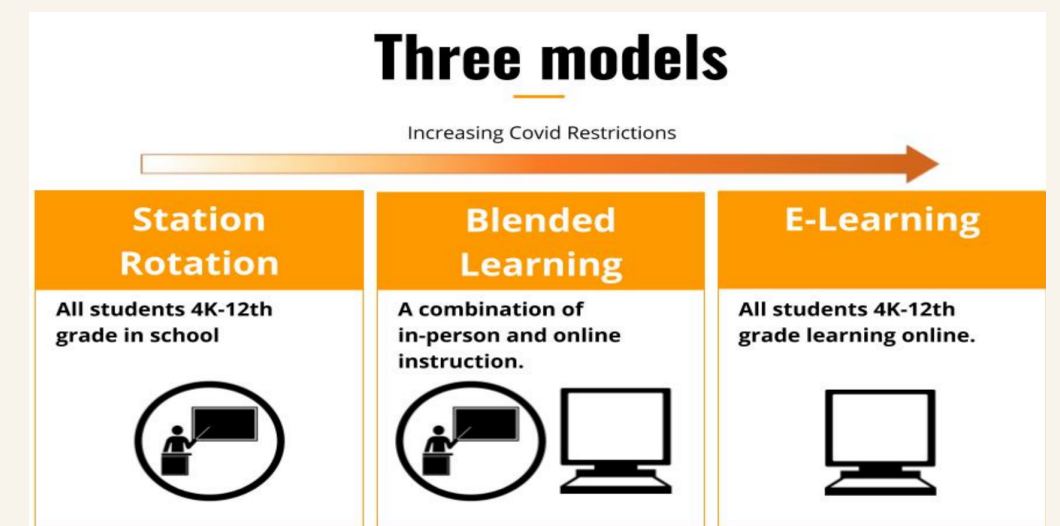 Three models
Increasing Covid Restrictions
Station
Rotation
All students 4K-12th
grade in school
Blended
Learning
A combination of
in-person and online
instruction.
E-Learning
All students 4K-12th
grade learning online.